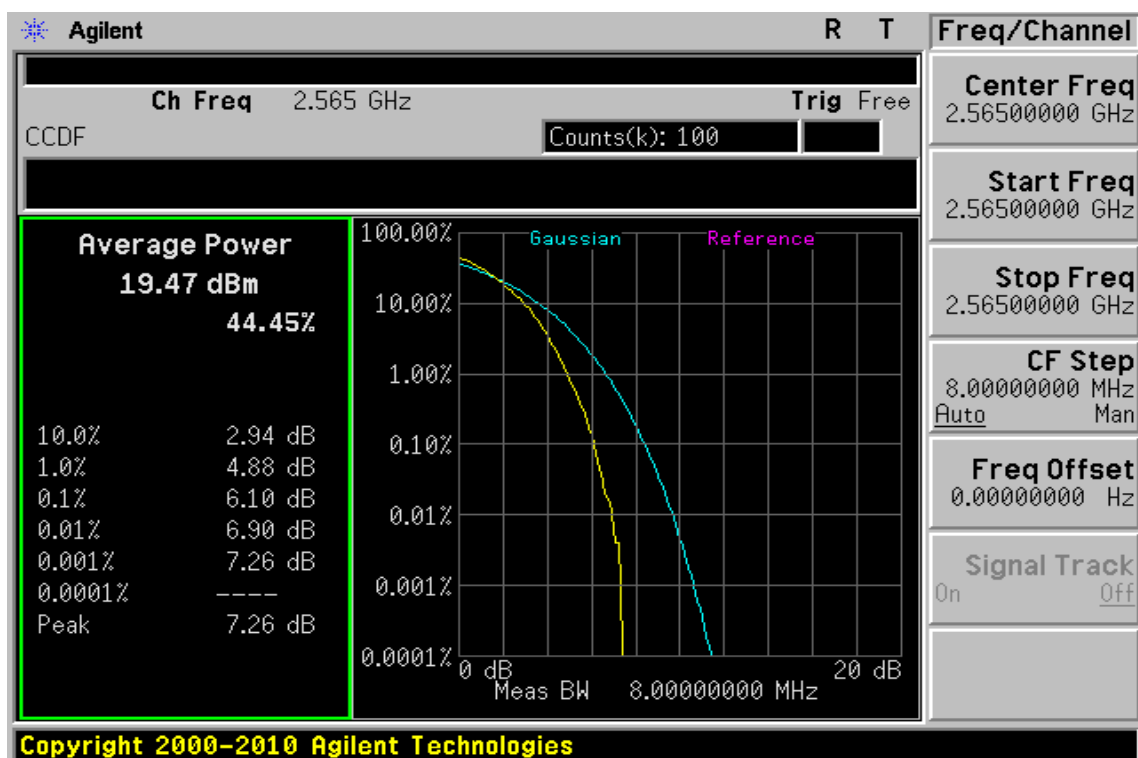 Agilent
R T
Freq/Channel
Ch Freq 2.565 GHz
Trig Free
CCDF
Counts(k): 100
Average Power
19.47 dBm
44.45%
10.0% 2.94 dB
1.0% 4.88 dB
0.1% 6.10 dB
0.01% 6.90 dB
0.001% 7.26 dB
0.0001% ----
Peak 7.26 dB
Gaussian
Reference
100.00%
10.00%
1.00%
0.10%
0.01%
0.001%
0.0001%
0 dB
20 dB
Meas BW 8.00000000 MHz
Center Freq
2.56500000 GHz
Start Freq
2.56500000 GHz
Stop Freq
2.56500000 GHz
CF Step
8.00000000 MHz
Auto Man
Freq Offset
0.00000000 Hz
Signal Track
On Off
Copyright 2000-2010 Agilent Technologies